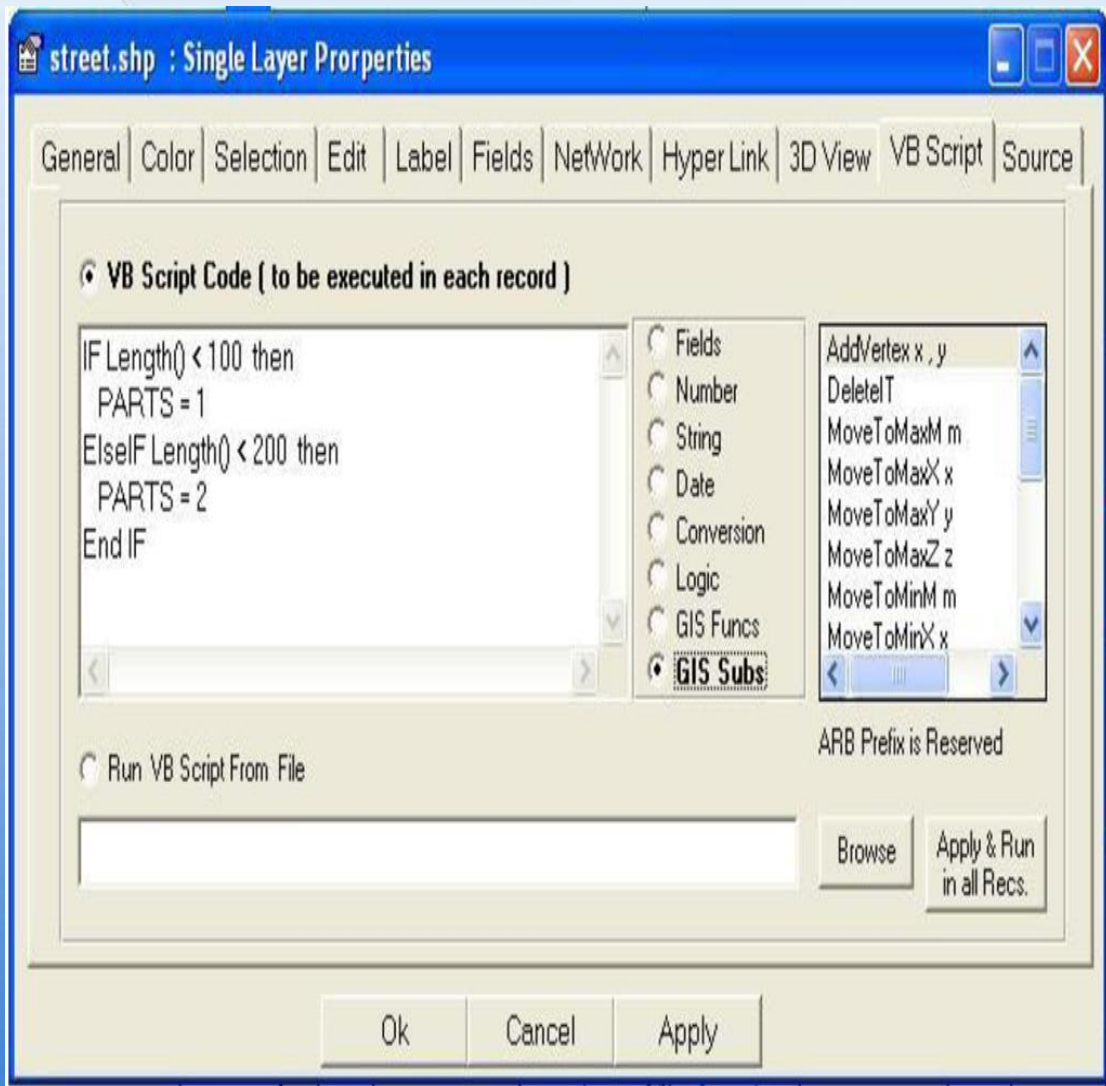 street.shp : Single Layer Prorperties
General
Color
Selection
Edit
Label
Fields
NetWork
Hyper Link
3D View
VB Script
Source
VB Script Code ( to be executed in each record )
IF Length() < 100 then
PARTS = 1
ElseIF Length() < 200 then
PARTS = 2
End IF
Fields
Number
String
Date
Conversion
Logic
GIS Funcs
GIS Subs
AddVertex x , y
DeleteIT
MoveToMaxM m
MoveToMaxX x
MoveToMaxY y
MoveToMaxZ z
MoveToMinM m
MoveToMinX x
ARB Prefix is Reserved
Run VB Script From File
Browse
Apply & Run
in all Recs.
Ok
Cancel
Apply